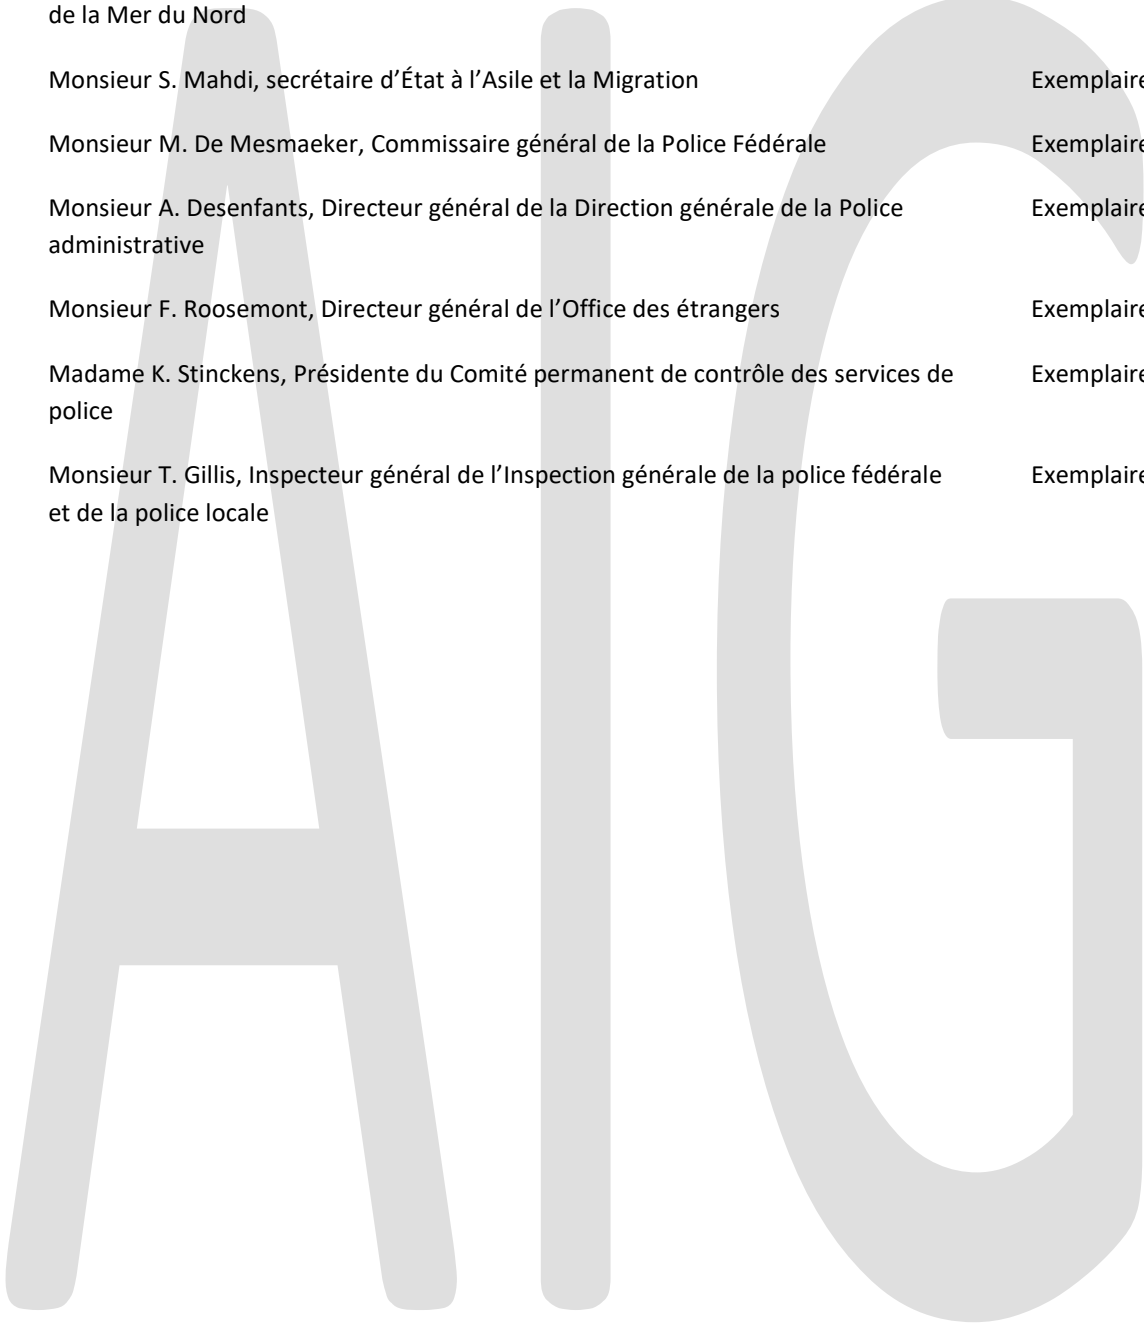 de la Mer du Nord
Monsieur S. Mahdi, secrétaire d’État à l’Asile et la Migration Exemplaire
Monsieur M. De Mesmaeker, Commissaire général de la Police Fédérale Exemplaire
Monsieur A. Desenfants, Directeur général de la Direction générale de la Police Exemplaire
administrative
Monsieur F. Roosemont, Directeur général de l’Office des étrangers Exemplaire
Madame K. Stinckens, Présidente du Comité permanent de contrôle des services de Exemplaire
police
Monsieur T. Gillis, Inspecteur général de l’Inspection générale de la police fédérale Exemplaire
et de la police locale
AIG